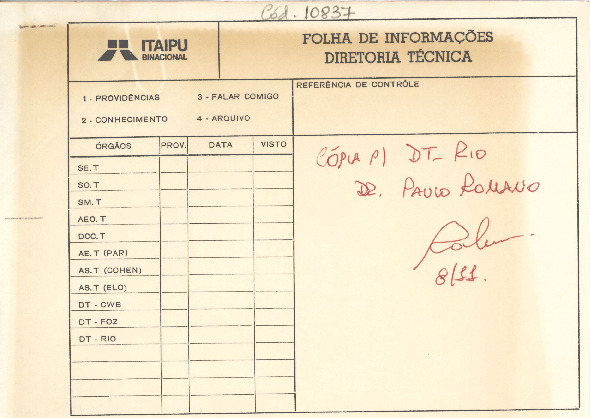 Cód. 10837
ITAIPU
BINACIONAL
FOLHA DE INFORMAÇÕES
DIRETORIA TÉCNICA
1 - PROVIDÊNCIAS 3 - FALAR COMIGO
2 - CONHECIMENTO 4 - ARQUIVO
REFERÊNCIA DE CONTRÔLE
ÓRGÃOS PROV. DATA VISTO
SE. T
SO. T
SM. T
AEO. T
DCC. T
AE. T (PAR)
AS. T (COHEN)
AS. T (ELO)
DT - CWB
DT - FOZ
DT - RIO
CÓPIA P/ DT- RIO
DR. PAULO ROMANO
8/11.